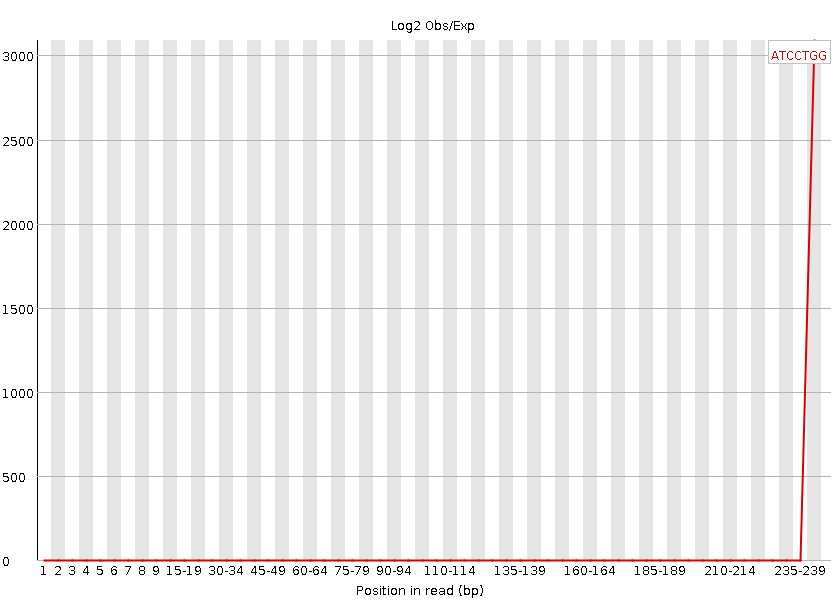 Log2 Obs/Exp
3000
ATCCTGG
2500
2000
1500
1000
500
0
1 2 3 4 5 6 7 8 9 15-19 30-34 45-49 60-64 75-79 90-94 110-114 135-139 160-164 185-189 210-214 235-239
Position in read (bp)